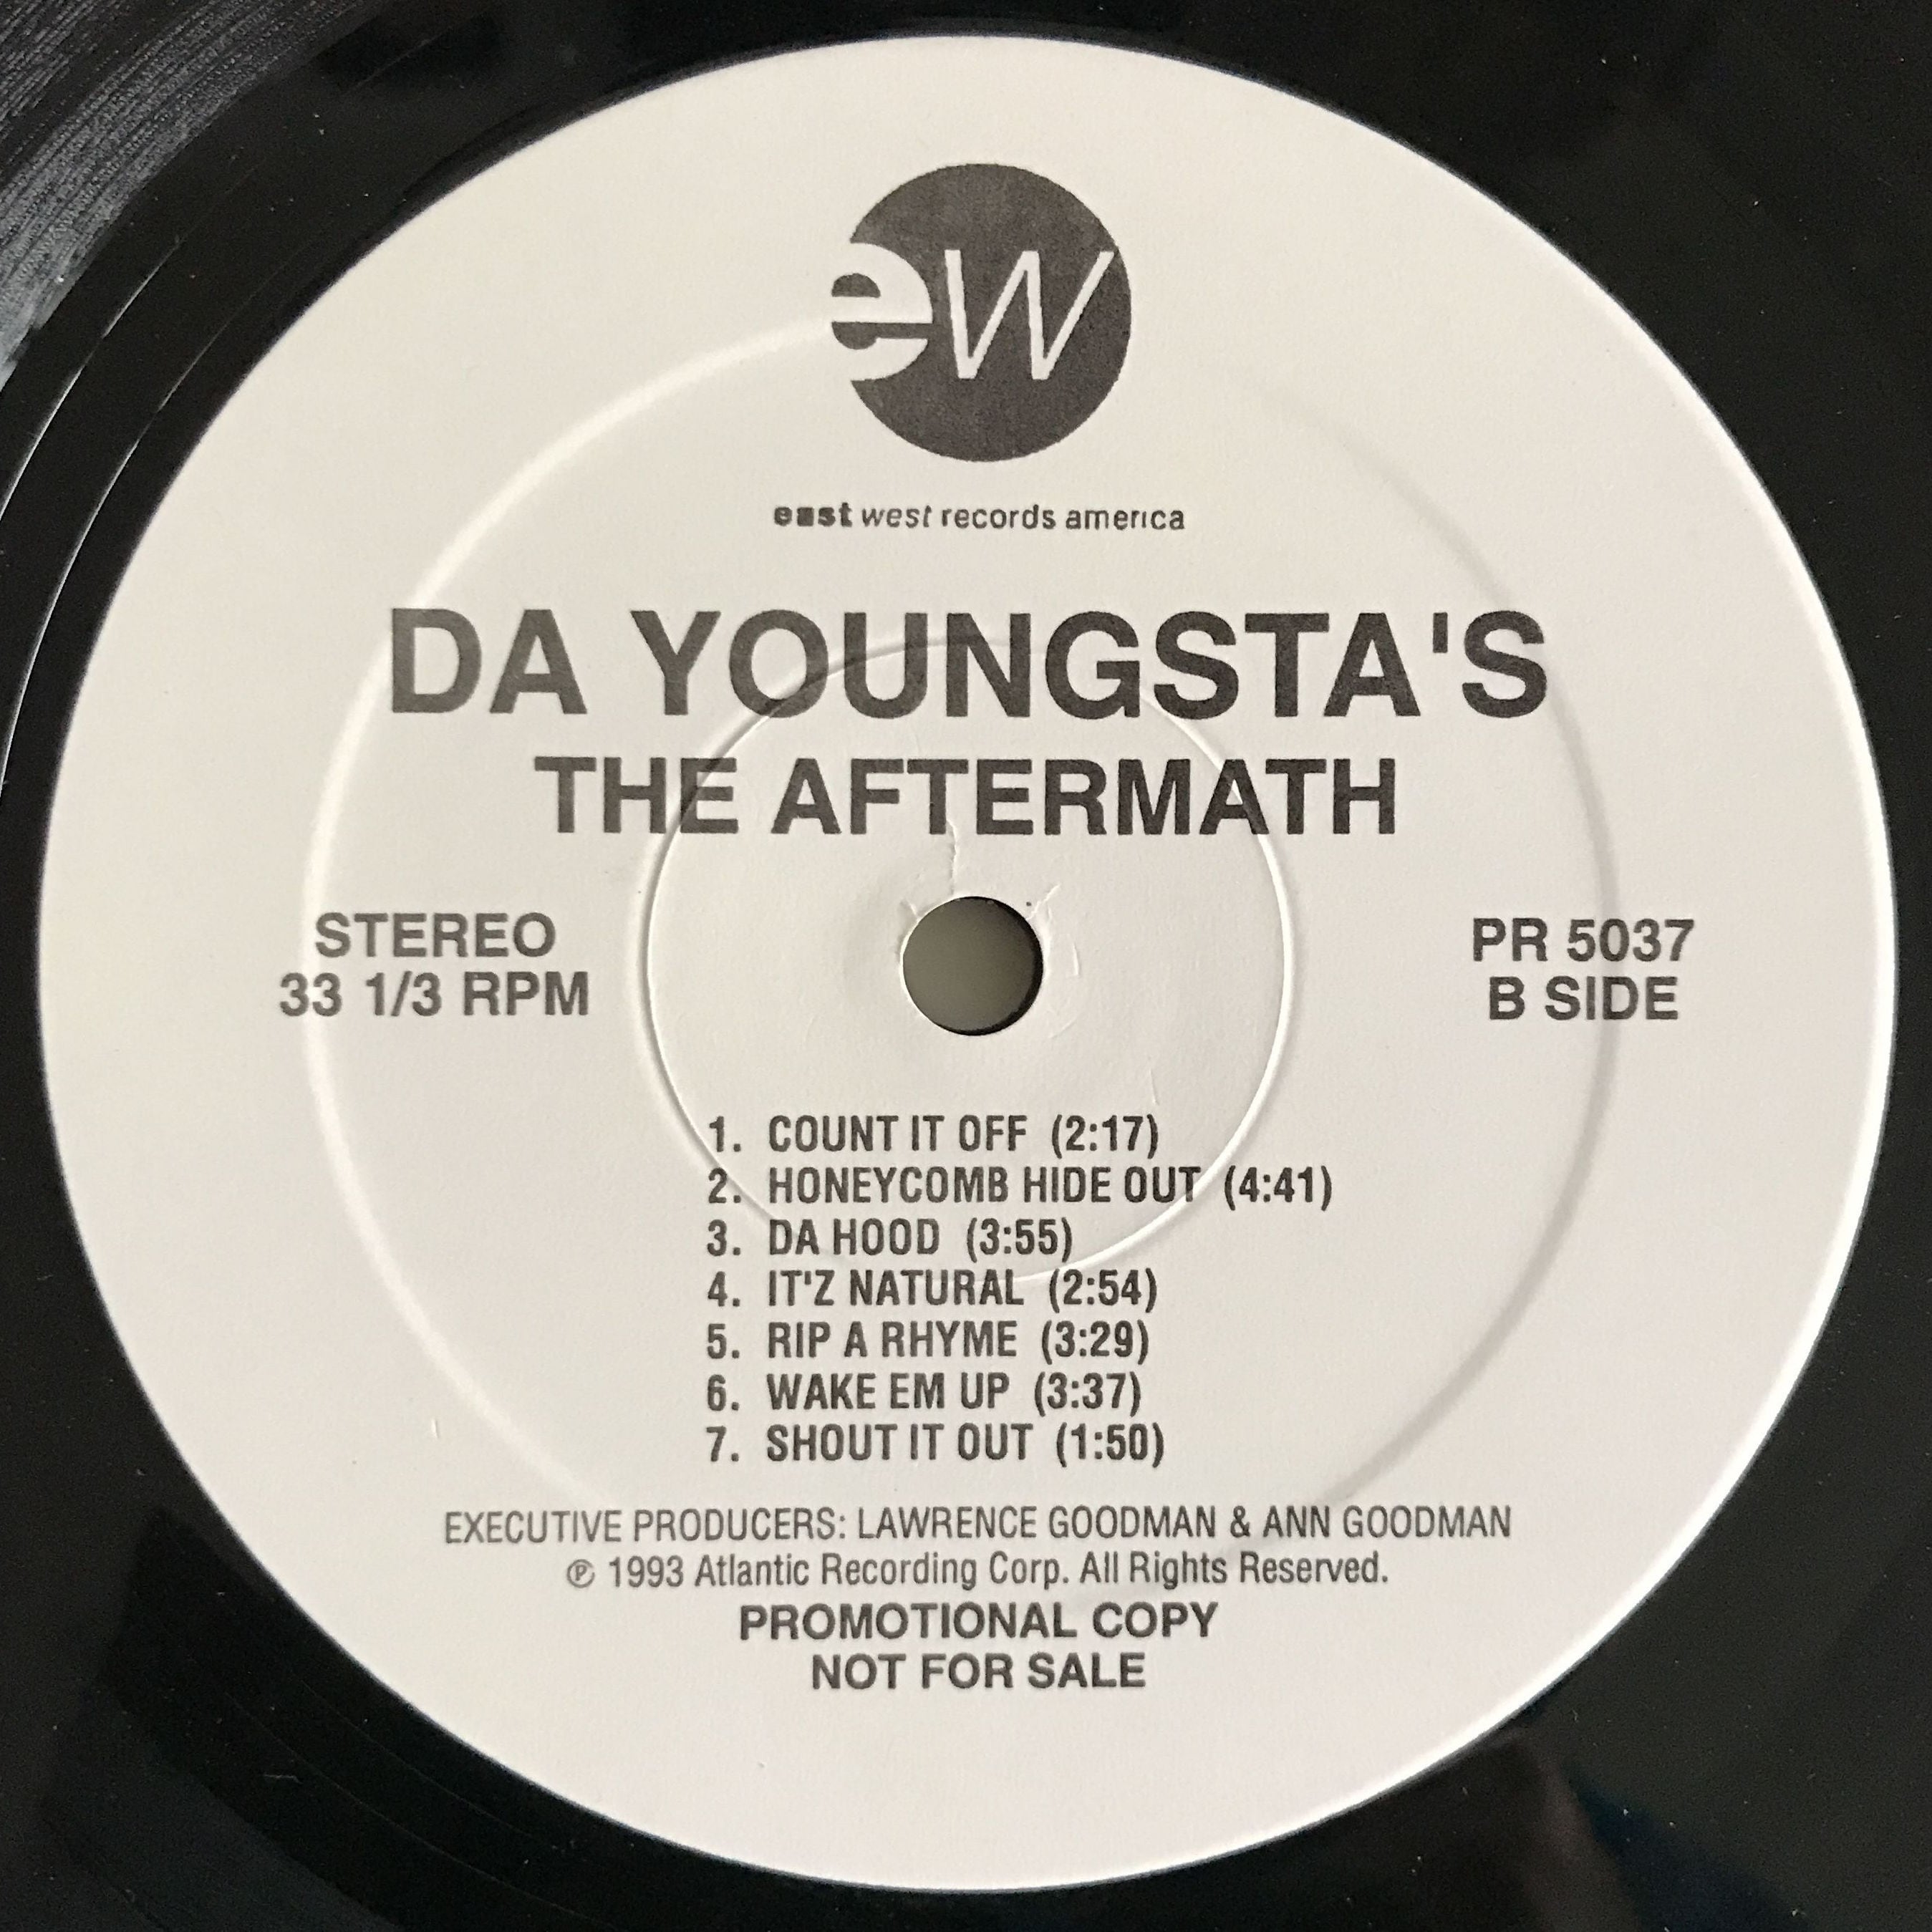 ew
east west records america
DA YOUNGSTA'S
THE AFTERMATH
STEREO
33 1/3 RPM
PR 5037
B SIDE
1. COUNT IT OFF (2:17)
2. HONEYCOMB HIDE OUT (4:41)
3. DA HOOD (3:55)
4. IT'Z NATURAL (2:54)
5. RIP A RHYME (3:29)
6. WAKE EM UP (3:37)
7. SHOUT IT OUT (1:50)
EXECUTIVE PRODUCERS: LAWRENCE GOODMAN & ANN GOODMAN
℗ 1993 Atlantic Recording Corp. All Rights Reserved.
PROMOTIONAL COPY
NOT FOR SALE